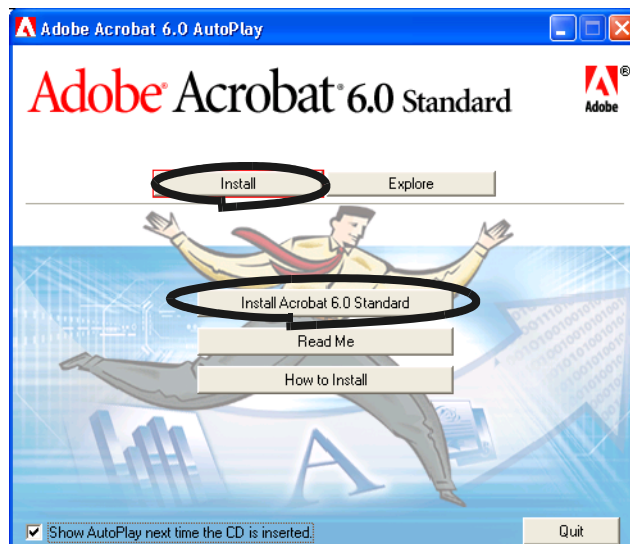 Adobe Acrobat 6.0 AutoPlay
Adobe® Acrobat® 6.0 Standard
Adobe®
Install Explore
Install Acrobat 6.0 Standard
Read Me
How to Install
A
Show AutoPlay next time the CD is inserted.
Quit